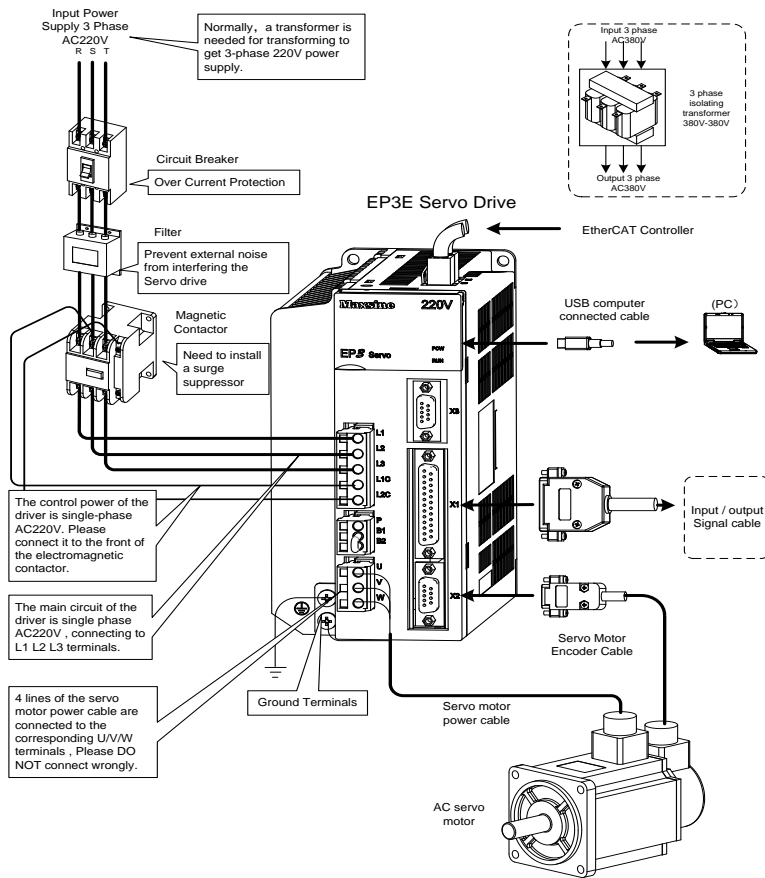 Input Power
Supply 3 Phase
AC220V
R S T
Normally, a transformer is
needed for transforming to
get 3-phase 220V power
supply.
Input 3 phase
AC380V
3 phase
isolating
transformer
380V-380V
Output 3 phase
AC380V
Circuit Breaker
Over Current Protection
EP3E Servo Drive
EtherCAT Controller
Filter
Prevent external noise
from interfering the
Servo drive
Magnetic
Contactor
Need to install
a surge
suppressor
Maxsine 220V
EP3 Servo
POW
RUN
USB computer
connected cable
(PC)
X3
L1
L2
L3
L1C
L2C
P
B1
B2
U
V
W
X1
X2
Input / output
Signal cable
The control power of the
driver is single-phase
AC220V. Please
connect it to the front of
the electromagnetic
contactor.
The main circuit of the
driver is single phase
AC220V , connecting to
L1 L2 L3 terminals.
4 lines of the servo
motor power cable are
connected to the
corresponding U/V/W
terminals , Please DO
NOT connect wrongly.
Ground Terminals
Servo Motor
Encoder Cable
Servo motor
power cable
AC servo
motor